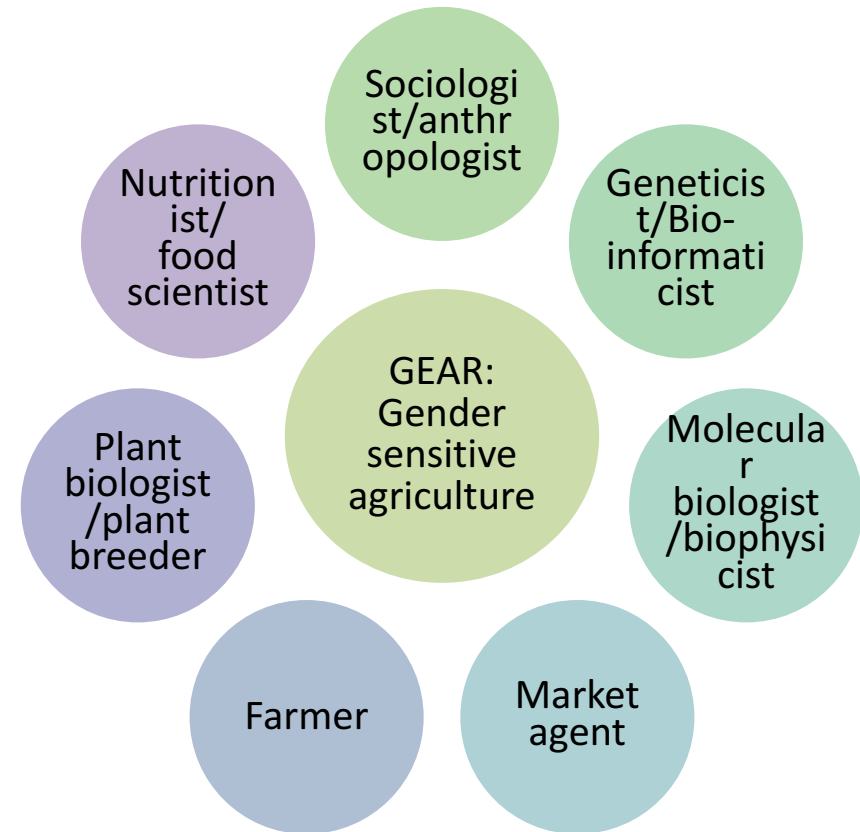 Sociologi
st/anthr
opologist
Nutrition
ist/
food
scientist
Geneticis
t/Bio-
informati
cist
GEAR:
Gender
sensitive
agriculture
Plant
biologist
/plant
breeder
Molecula
r
biologist
/biophysi
cist
Farmer
Market
agent